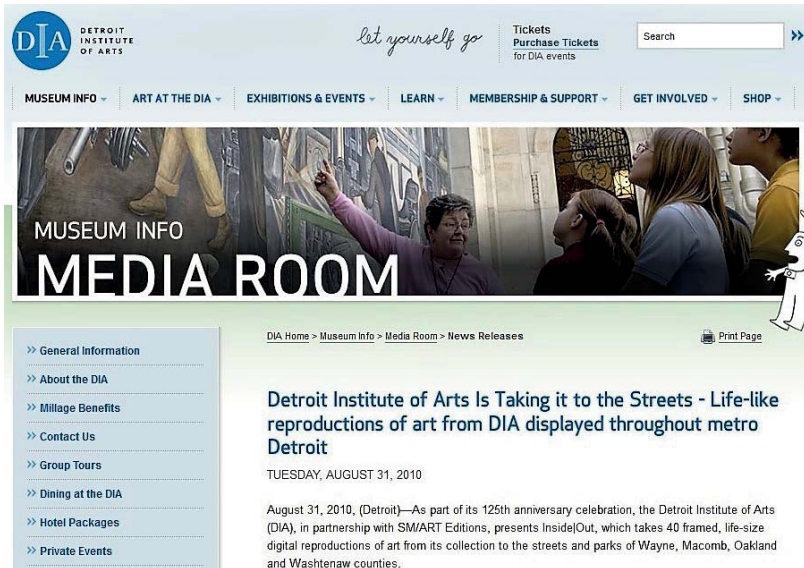 DIA
DETROIT
INSTITUTE
OF ARTS
let yourself go
Tickets
Purchase Tickets
for DIA events
Search
»
MUSEUM INFO
ART AT THE DIA
EXHIBITIONS & EVENTS
LEARN
MEMBERSHIP & SUPPORT
GET INVOLVED
SHOP
MUSEUM INFO
MEDIA ROOM
» General Information
» About the DIA
» Millage Benefits
» Contact Us
» Group Tours
» Dining at the DIA
» Hotel Packages
» Private Events
DIA Home > Museum Info > Media Room > News Releases
Print Page
Detroit Institute of Arts Is Taking it to the Streets - Life-like
reproductions of art from DIA displayed throughout metro
Detroit
TUESDAY, AUGUST 31, 2010
August 31, 2010, (Detroit)—As part of its 125th anniversary celebration, the Detroit Institute of Arts
(DIA), in partnership with SM/ART Editions, presents Inside|Out, which takes 40 framed, life-size
digital reproductions of art from its collection to the streets and parks of Wayne, Macomb, Oakland
and Washtenaw counties.